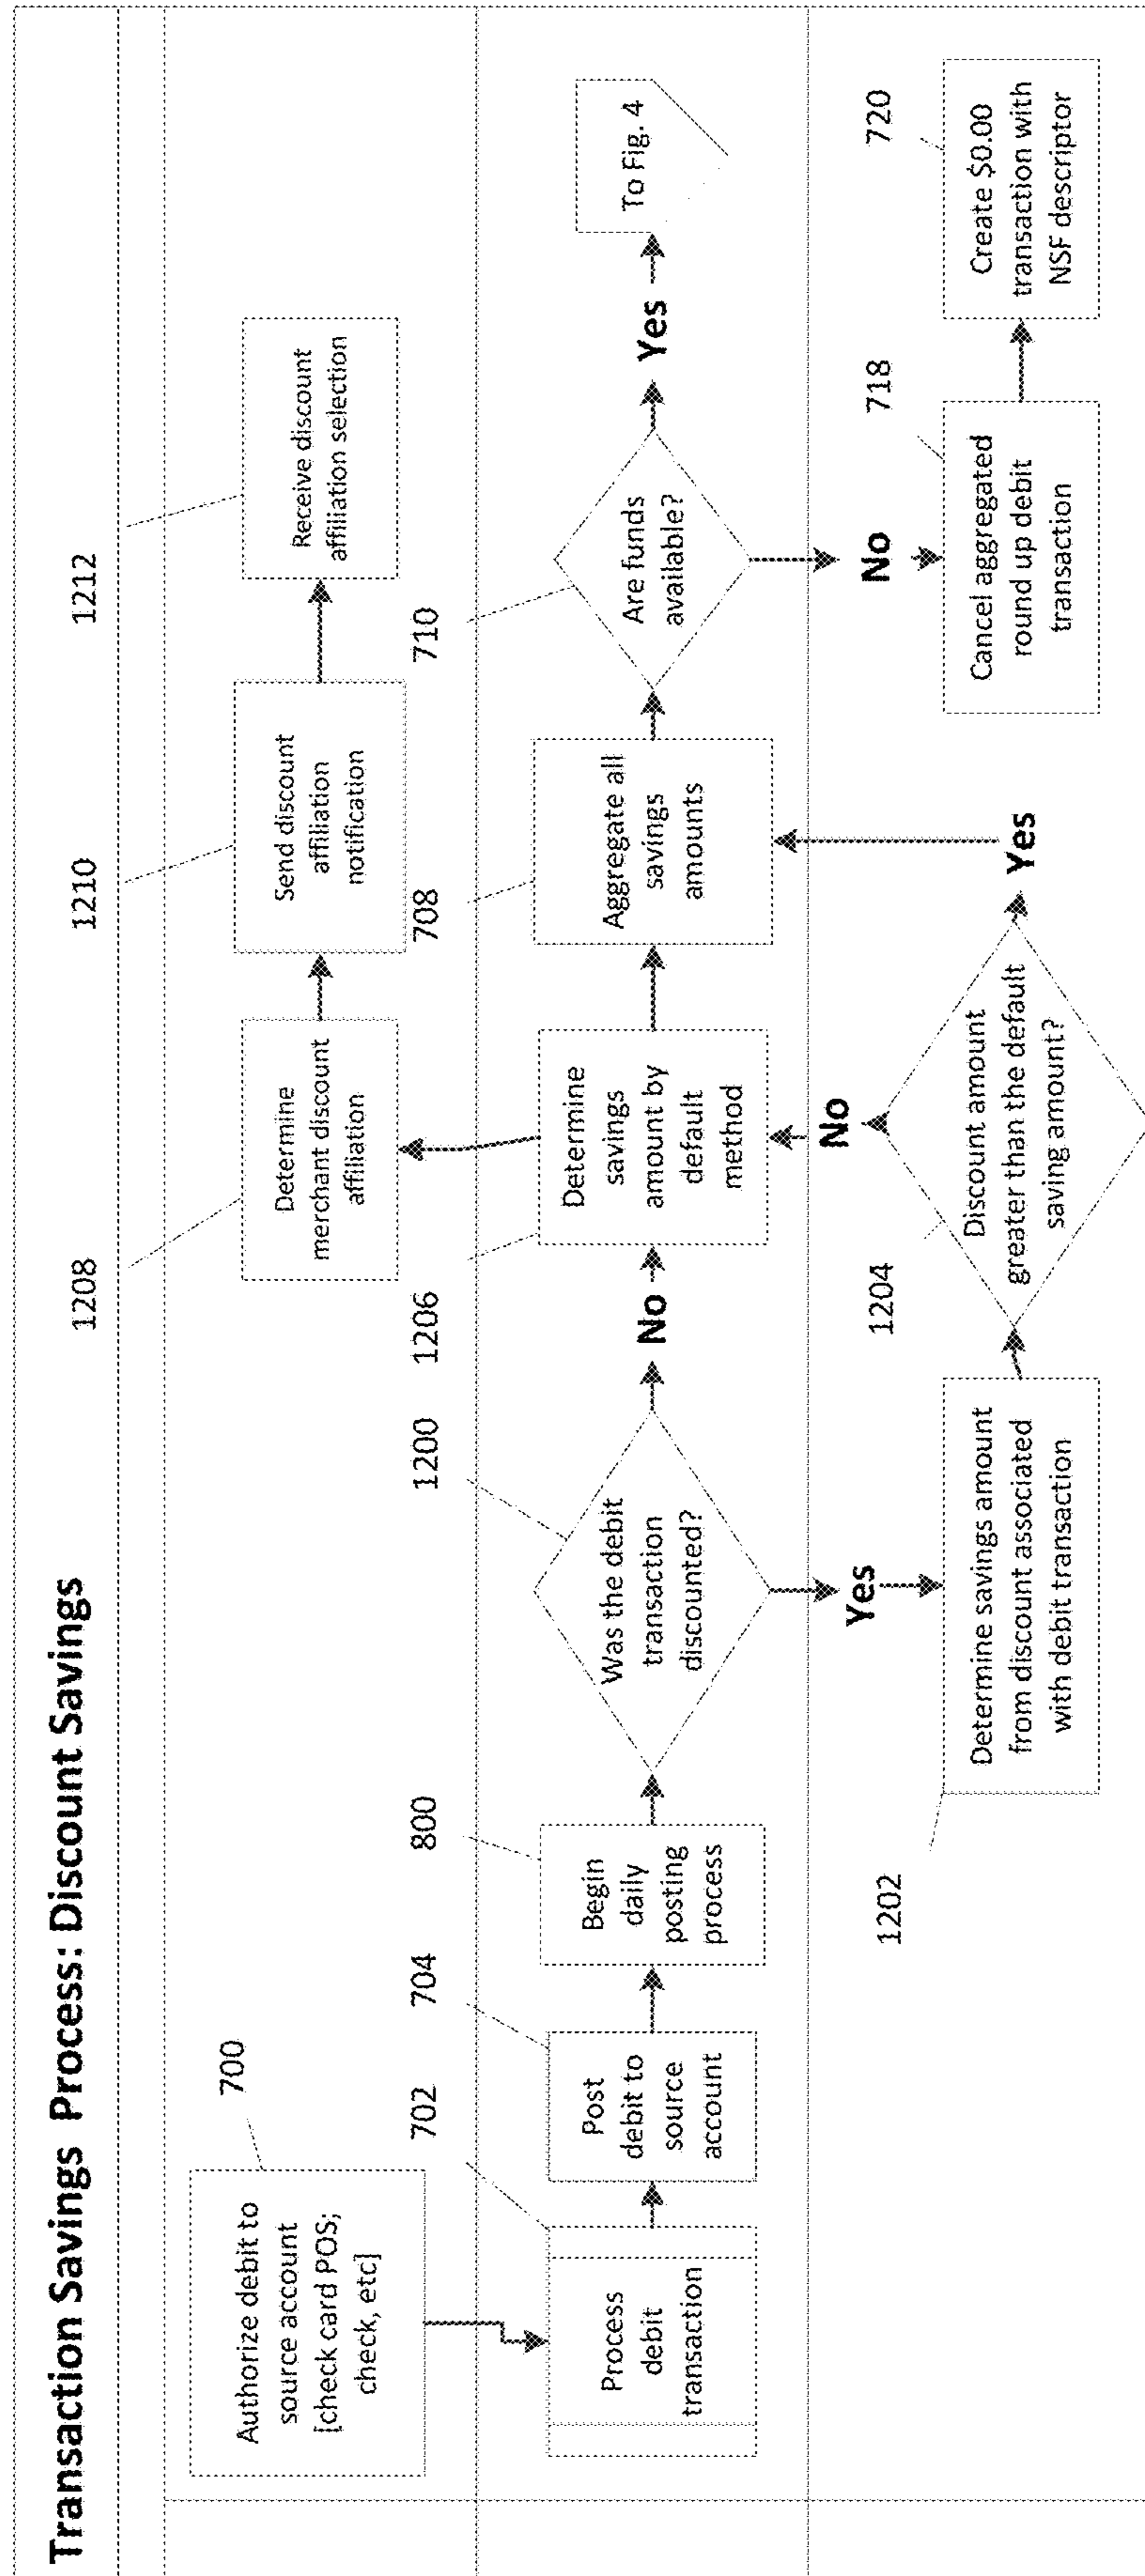 Transaction Savings  Process: Discount Savings
700
Authorize debit to
source account
[check card POS;
check, etc]
1208
Determine
merchant discount
affiliation
1210
Send discount
affiliation
notification
1212
Receive discount
affiliation selection
702
Process
debit
transaction
704
Post
debit to
source
account
800
Begin
daily
posting
process
1200
Was the debit
transaction
discounted?
No
1206
Determine
savings
amount by
default
method
708
Aggregate all
savings
amounts
710
Are funds
available?
Yes
To Fig. 4
Yes
1202
Determine savings amount
from discount associated
with debit transaction
1204
Discount amount
greater than the default
saving amount?
No
Yes
No
718
Cancel aggregated
round up debit
transaction
720
Create $0.00
transaction with
NSF descriptor